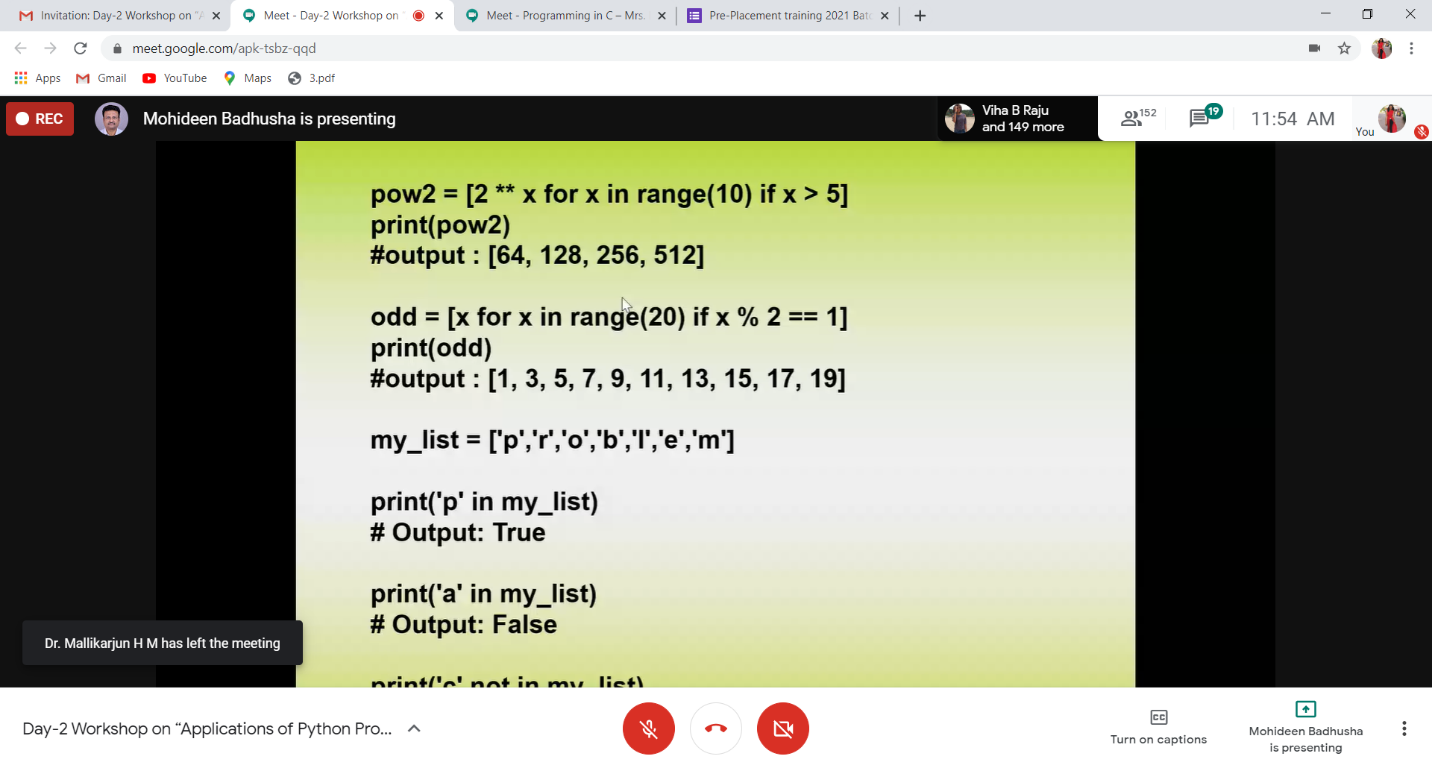 Invitation: Day-2 Workshop on "A
Meet - Day-2 Workshop on "
Meet - Programming in C – Mrs.
Pre-Placement training 2021 Batc
meet.google.com/apk-tsbz-qqd
Apps
Gmail
YouTube
Maps
3.pdf
REC
Mohideen Badhusha is presenting
Viha B Raju
and 149 more
152
19
11:54 AM
You
pow2 = [2 ** x for x in range(10) if x > 5]
print(pow2)
#output : [64, 128, 256, 512]
odd = [x for x in range(20) if x % 2 == 1]
print(odd)
#output : [1, 3, 5, 7, 9, 11, 13, 15, 17, 19]
my_list = ['p','r','o','b','l','e','m']
print('p' in my_list)
# Output: True
print('a' in my_list)
# Output: False
print('c' not in my_list)
Dr. Mallikarjun H M has left the meeting
Day-2 Workshop on “Applications of Python Pro...
CC
Turn on captions
Mohideen Badhusha
is presenting